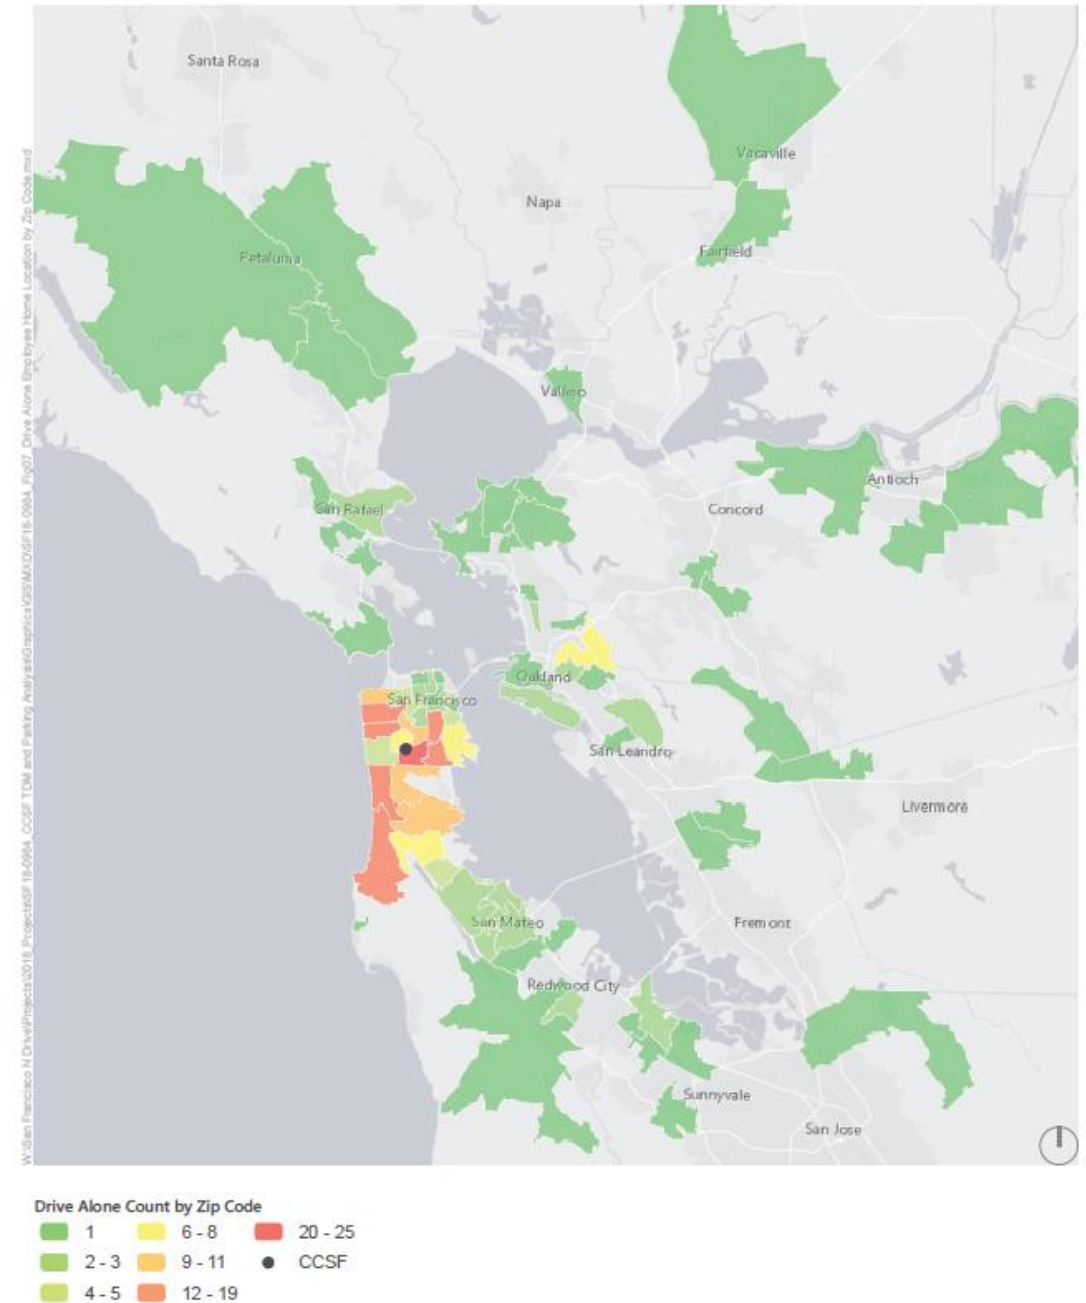 Santa Rosa
Vacaville
Napa
Petaluma
Fairfield
Vallejo
Antioch
San Rafael
Concord
Oakland
San Francisco
San Leandro
Livermore
San Mateo
Fremont
Redwood City
Sunnyvale
San Jose
Drive Alone Count by Zip Code
1
6 - 8
20 - 25
2 - 3
9 - 11
CCSF
4 - 5
12 - 19